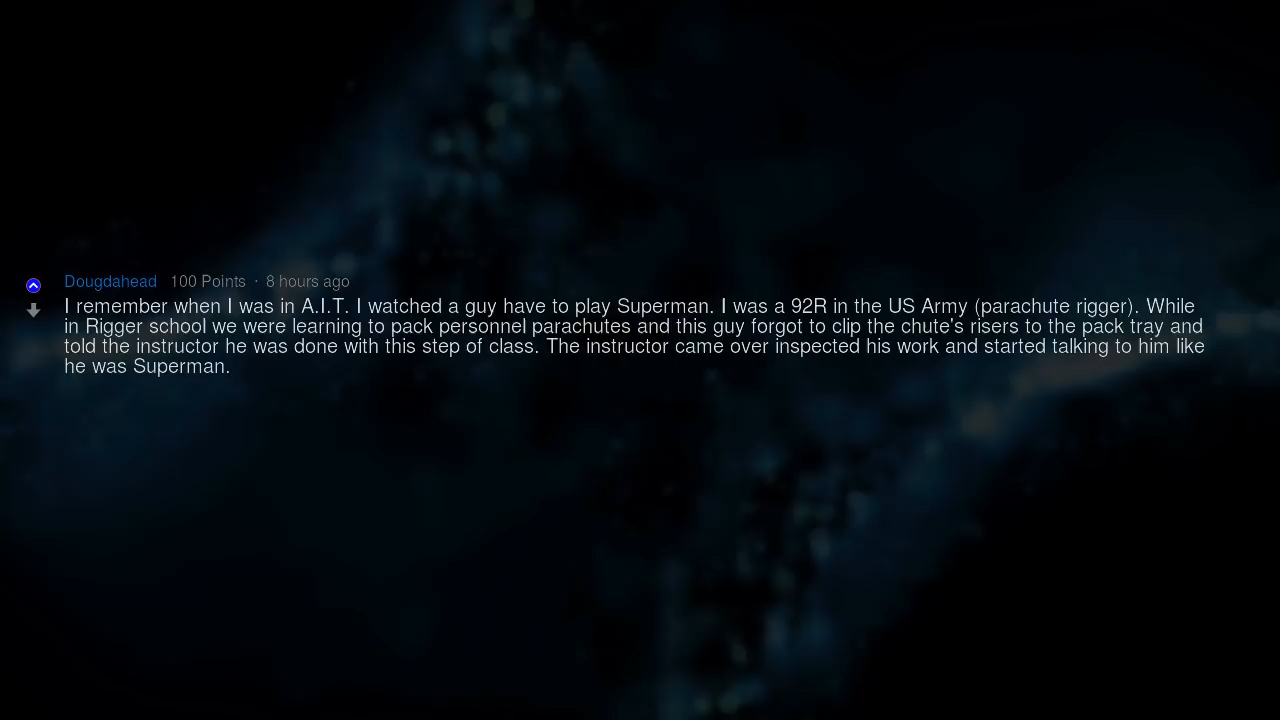 Dougdahead 100 Points · 8 hours ago
I remember when I was in A.I.T. I watched a guy have to play Superman. I was a 92R in the US Army (parachute rigger). While
in Rigger school we were learning to pack personnel parachutes and this guy forgot to clip the chute's risers to the pack tray and
told the instructor he was done with this step of class. The instructor came over inspected his work and started talking to him like
he was Superman.